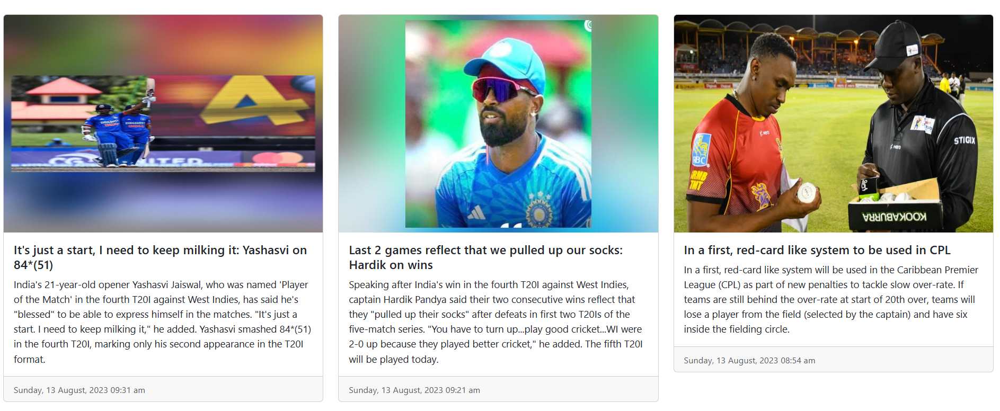 DREAM11
INDIA
DREAM11
INDIA
CG UNITED
It's just a start, I need to keep milking it: Yashasvi on
84*(51)
India's 21-year-old opener Yashasvi Jaiswal, who was named 'Player
of the Match' in the fourth T20I against West Indies, has said he's
"blessed" to be able to express himself in the matches. "It's just a
start. I need to keep milking it," he added. Yashasvi smashed 84*(51)
in the fourth T20I, marking only his second appearance in the T20I
format.
Sunday, 13 August, 2023 09:31 am
Last 2 games reflect that we pulled up our socks:
Hardik on wins
Speaking after India's win in the fourth T20I against West Indies,
captain Hardik Pandya said their two consecutive wins reflect that
they "pulled up their socks" after defeats in first two T20Is of the
five-match series. "You have to turn up...play good cricket...WI were
2-0 up because they played better cricket," he added. The fifth T20I
will be played today.
Sunday, 13 August, 2023 09:21 am
Hero
RBC
Hero
STIGIX
KOOKABURRA
In a first, red-card like system to be used in CPL
In a first, red-card like system will be used in the Caribbean Premier
League (CPL) as part of new penalties to tackle slow over-rate. If
teams are still behind the over-rate at start of 20th over, teams will
lose a player from the field (selected by the captain) and have six
inside the fielding circle.
Sunday, 13 August, 2023 08:54 am